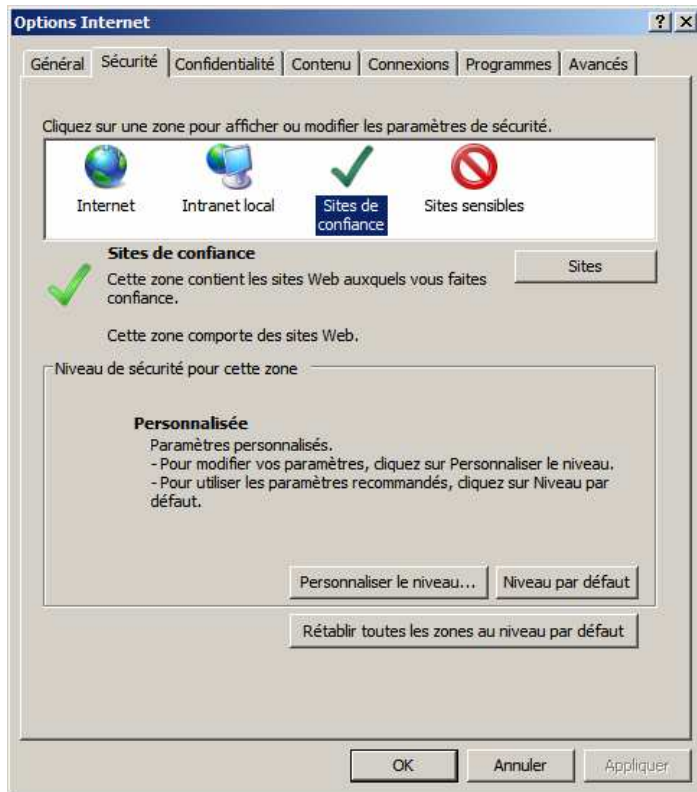 Options Internet
Général Sécurité Confidentialité Contenu Connexions Programmes Avancés
Cliquez sur une zone pour afficher ou modifier les paramètres de sécurité.
Internet Intranet local Sites de confiance Sites sensibles
Sites de confiance
Cette zone contient les sites Web auxquels vous faites
confiance.
Sites
Cette zone comporte des sites Web.
Niveau de sécurité pour cette zone
Personnalisée
Paramètres personnalisés.
- Pour modifier vos paramètres, cliquez sur Personnaliser le niveau.
- Pour utiliser les paramètres recommandés, cliquez sur Niveau par
défaut.
Personnaliser le niveau... Niveau par défaut
Rétablir toutes les zones au niveau par défaut
OK Annuler Appliquer